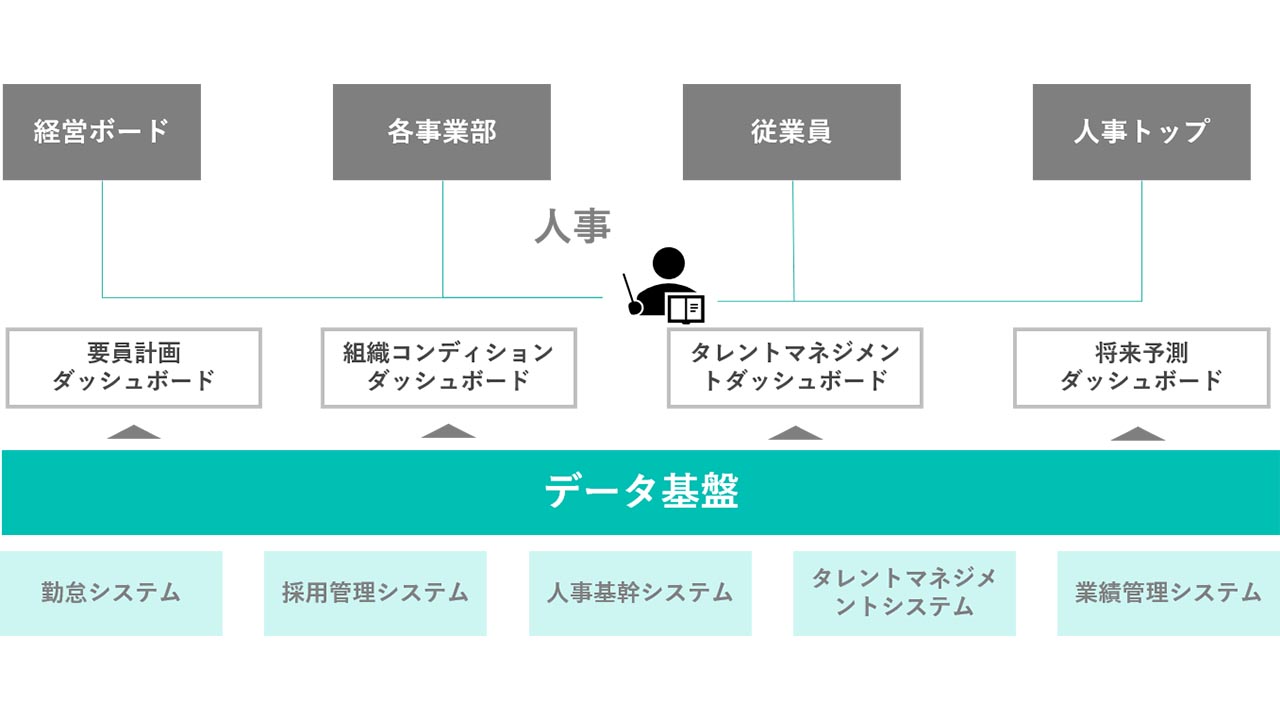 経営ボード
各事業部
従業員
人事トップ
人事
要員計画
ダッシュボード
組織コンディション
ダッシュボード
タレントマネジメン
トダッシュボード
将来予測
ダッシュボード
データ基盤
勤怠システム
採用管理システム
人事基幹システム
タレントマネジメ
ントシステム
業績管理システム